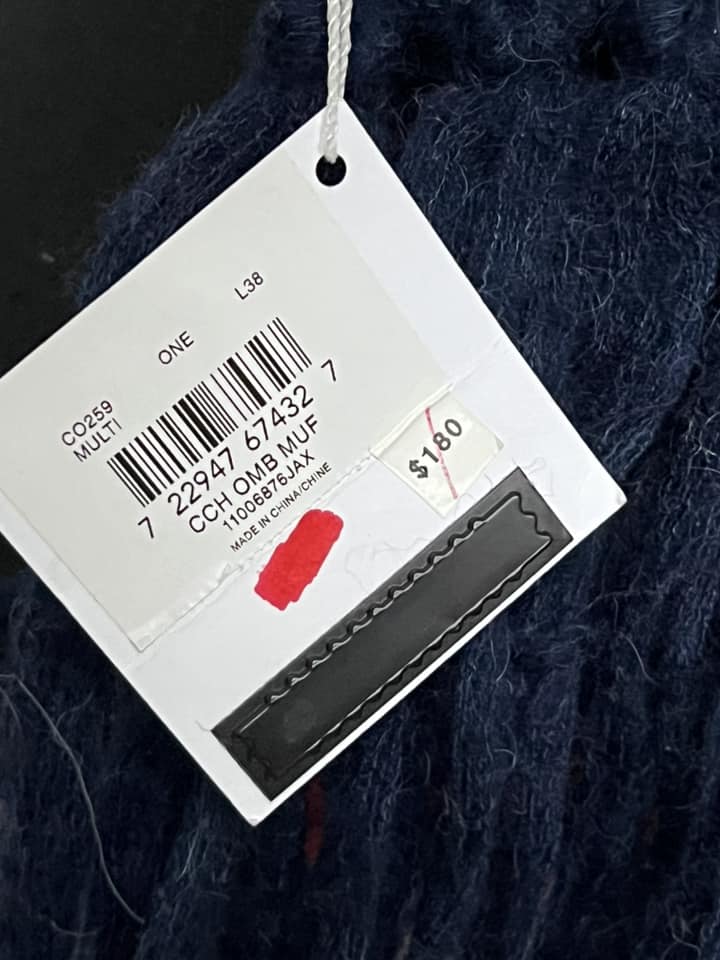 L38
ONE
CO259
MULTI
7 22947 67432 7
CCH OMB MUF
11006876JAX
MADE IN CHINA/CHINE
$180